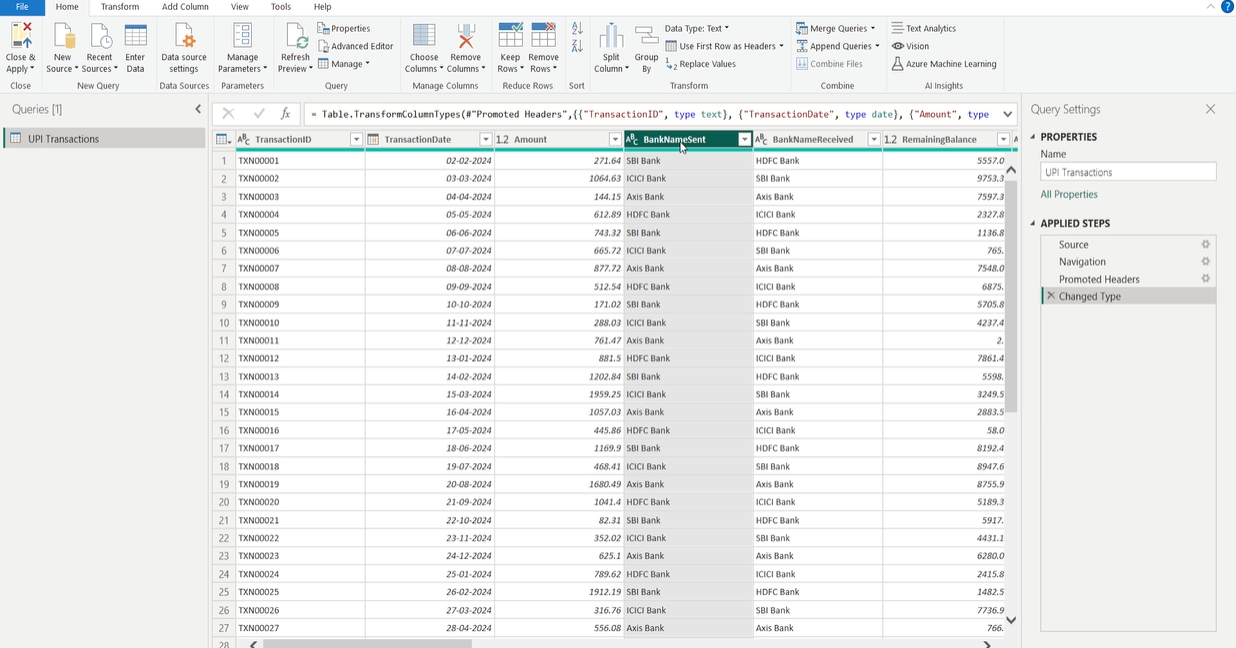 File Home Transform Add Column View Tools Help
Close & Apply New Source Recent Sources Enter Data Data source settings Manage Parameters Refresh Preview Properties Advanced Editor Manage Choose Columns Remove Columns Keep Rows Remove Rows Split Column Group By Data Type: Text Use First Row as Headers Replace Values Merge Queries Append Queries Combine Files Text Analytics Vision Azure Machine Learning
Close New Query Data Sources Parameters Query Manage Columns Reduce Rows Sort Transform Combine AI Insights
Queries [1]
UPI Transactions
= Table.TransformColumnTypes(#"Promoted Headers",{{"TransactionID", type text}, {"TransactionDate", type date}, {"Amount", type
TransactionID TransactionDate 1.2 Amount BankNameSent BankNameReceived 1.2 RemainingBalance
1 TXN00001 02-02-2024 271.64 SBI Bank HDFC Bank 5557.0
2 TXN00002 03-03-2024 1064.63 ICICI Bank SBI Bank 9753.3
3 TXN00003 04-04-2024 144.15 Axis Bank Axis Bank 7597.3
4 TXN00004 05-05-2024 612.89 HDFC Bank ICICI Bank 2327.8
5 TXN00005 06-06-2024 743.32 SBI Bank HDFC Bank 1136.8
6 TXN00006 07-07-2024 665.72 ICICI Bank SBI Bank 765.
7 TXN00007 08-08-2024 877.72 Axis Bank Axis Bank 7548.0
8 TXN00008 09-09-2024 512.54 HDFC Bank ICICI Bank 6875.
9 TXN00009 10-10-2024 171.02 SBI Bank HDFC Bank 5705.8
10 TXN00010 11-11-2024 288.03 ICICI Bank SBI Bank 4237.4
11 TXN00011 12-12-2024 761.47 Axis Bank Axis Bank 2.
12 TXN00012 13-01-2024 881.5 HDFC Bank ICICI Bank 7861.4
13 TXN00013 14-02-2024 1202.84 SBI Bank HDFC Bank 5598.
14 TXN00014 15-03-2024 1959.25 ICICI Bank SBI Bank 3249.5
15 TXN00015 16-04-2024 1057.03 Axis Bank Axis Bank 2883.5
16 TXN00016 17-05-2024 445.86 HDFC Bank ICICI Bank 58.0
17 TXN00017 18-06-2024 1169.9 SBI Bank HDFC Bank 8192.4
18 TXN00018 19-07-2024 468.41 ICICI Bank SBI Bank 8947.6
19 TXN00019 20-08-2024 1680.49 Axis Bank Axis Bank 8755.9
20 TXN00020 21-09-2024 1041.4 HDFC Bank ICICI Bank 5189.3
21 TXN00021 22-10-2024 82.31 SBI Bank HDFC Bank 5917.
22 TXN00022 23-11-2024 352.02 ICICI Bank SBI Bank 4431.1
23 TXN00023 24-12-2024 625.1 Axis Bank Axis Bank 6280.0
24 TXN00024 25-01-2024 789.62 HDFC Bank ICICI Bank 2415.8
25 TXN00025 26-02-2024 1912.19 SBI Bank HDFC Bank 1482.5
26 TXN00026 27-03-2024 316.76 ICICI Bank SBI Bank 7736.9
27 TXN00027 28-04-2024 556.08 Axis Bank Axis Bank 766.
28
Query Settings
PROPERTIES
Name
UPI Transactions
All Properties
APPLIED STEPS
Source
Navigation
Promoted Headers
Changed Type